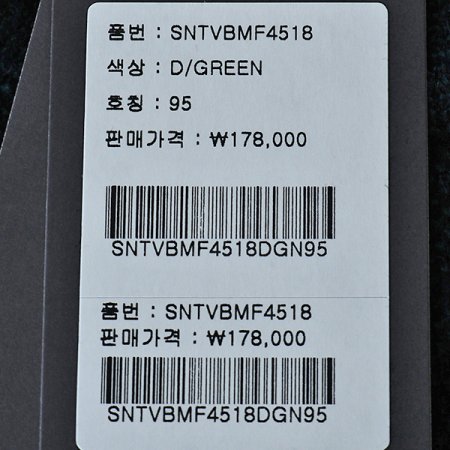 품번 : SNTVBMF4518
색상 : D/GREEN
호칭 : 95
판매가격 : ₩178,000
SNTVBMF4518DGN95
품번 : SNTVBMF4518
판매가격 : ₩178,000
SNTVBMF4518DGN95